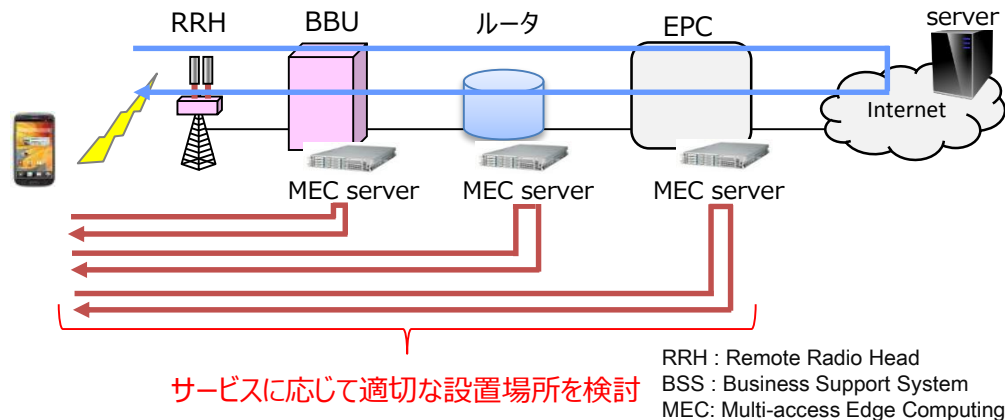 RRH
BBU
ルータ
EPC
server
Internet
MEC server
MEC server
MEC server
サービスに応じて適切な設置場所を検討
RRH : Remote Radio Head
BSS : Business Support System
MEC: Multi-access Edge Computing